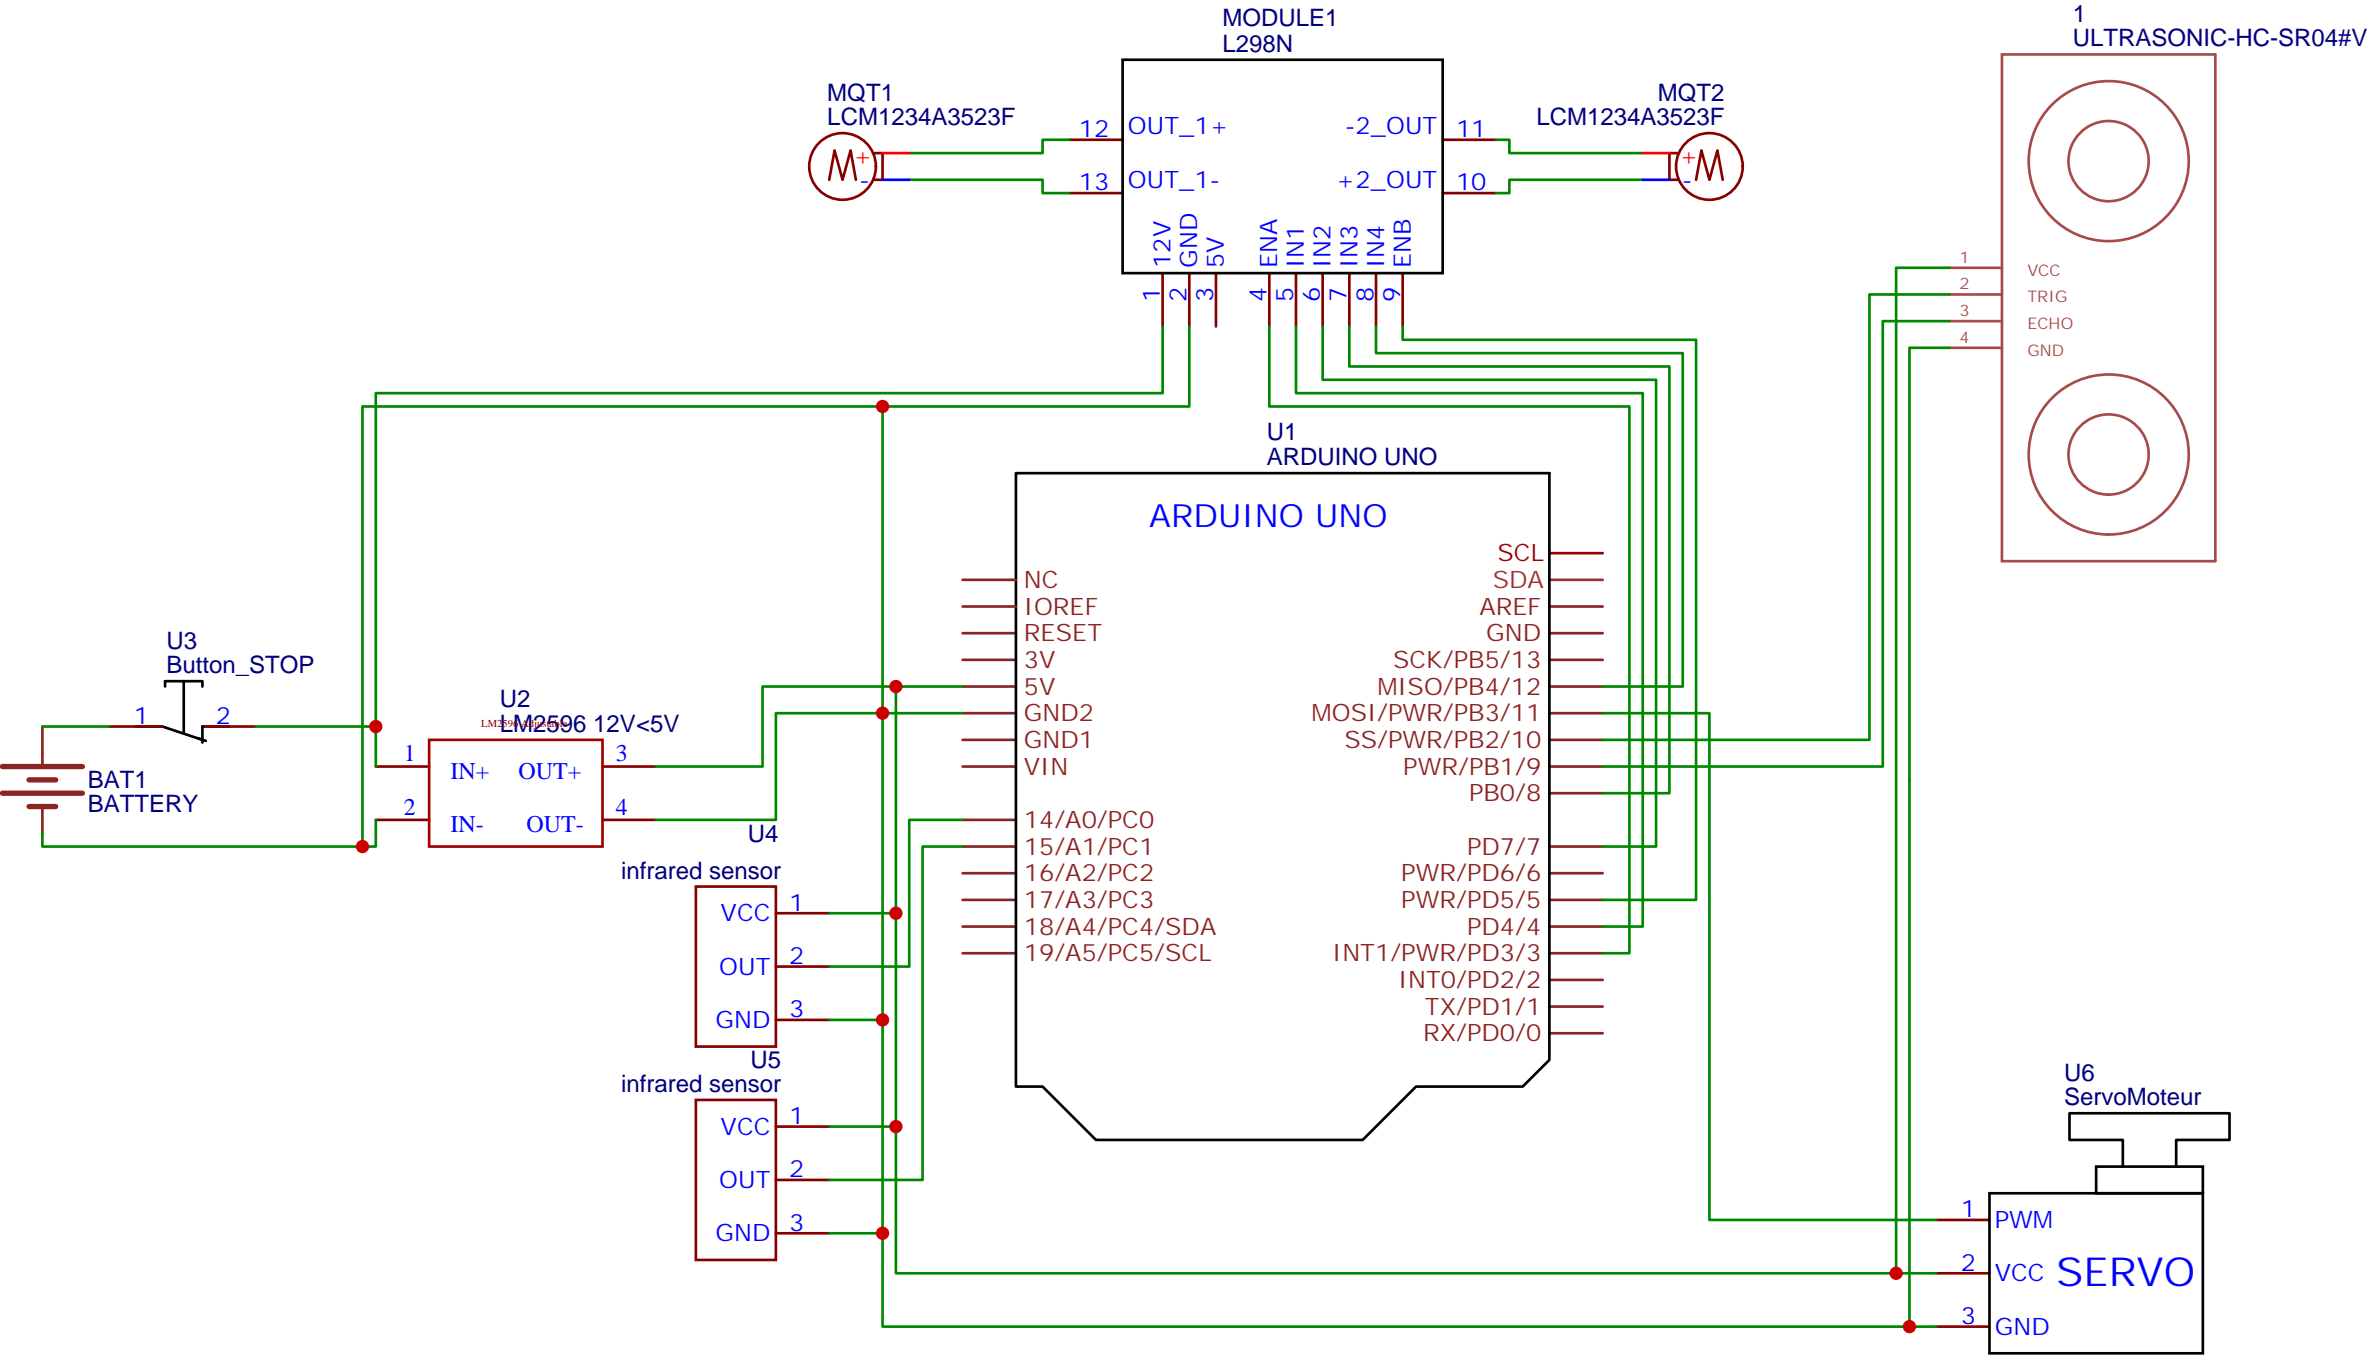 MODULE1
L298N
1
ULTRASONIC-HC-SR04#V
MQT1
LCM1234A3523F
MQT2
LCM1234A3523F
M
+
-
12
OUT_1+
13
OUT_1-
-2_OUT
11
+2_OUT
10
+
-
M
12V
GND
5V
ENA
IN1
IN2
IN3
IN4
ENB
1
2
3
4
5
6
7
8
9
1
VCC
2
TRIG
3
ECHO
4
GND
U1
ARDUINO UNO
ARDUINO UNO
NC
IOREF
RESET
3V
5V
GND2
GND1
VIN
14/A0/PC0
15/A1/PC1
16/A2/PC2
17/A3/PC3
18/A4/PC4/SDA
19/A5/PC5/SCL
SCL
SDA
AREF
GND
SCK/PB5/13
MISO/PB4/12
MOSI/PWR/PB3/11
SS/PWR/PB2/10
PWR/PB1/9
PB0/8
PD7/7
PWR/PD6/6
PWR/PD5/5
PD4/4
INT1/PWR/PD3/3
INT0/PD2/2
TX/PD1/1
RX/PD0/0
U3
Button_STOP
1
2
BAT1
BATTERY
U2
LM2596 12V<5V
1
IN+
OUT+
3
2
IN-
OUT-
4
U4
infrared sensor
VCC
1
OUT
2
GND
3
U5
infrared sensor
VCC
1
OUT
2
GND
3
U6
ServoMoteur
1
PWM
2
VCC
SERVO
3
GND